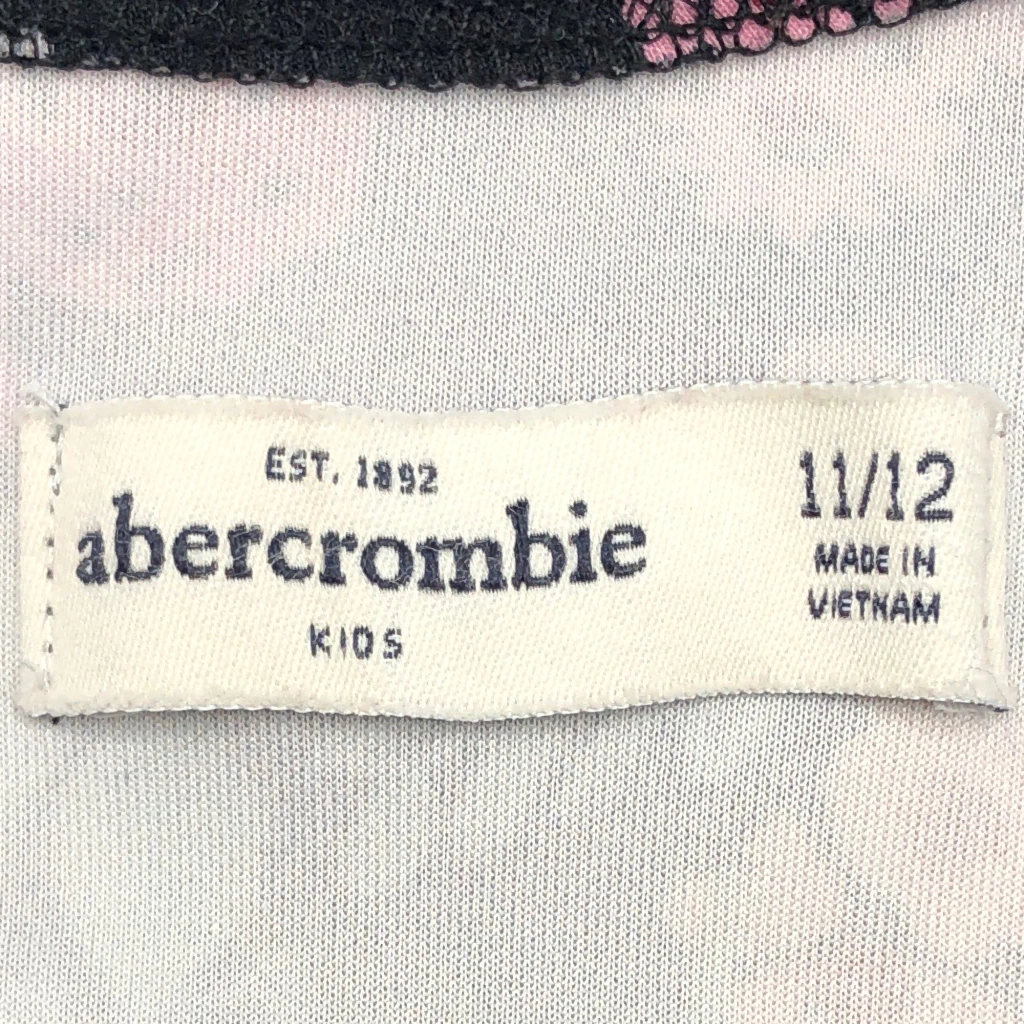 EST. 1892
abercrombie
KIDS
11/12
MADE IN
VIETNAM